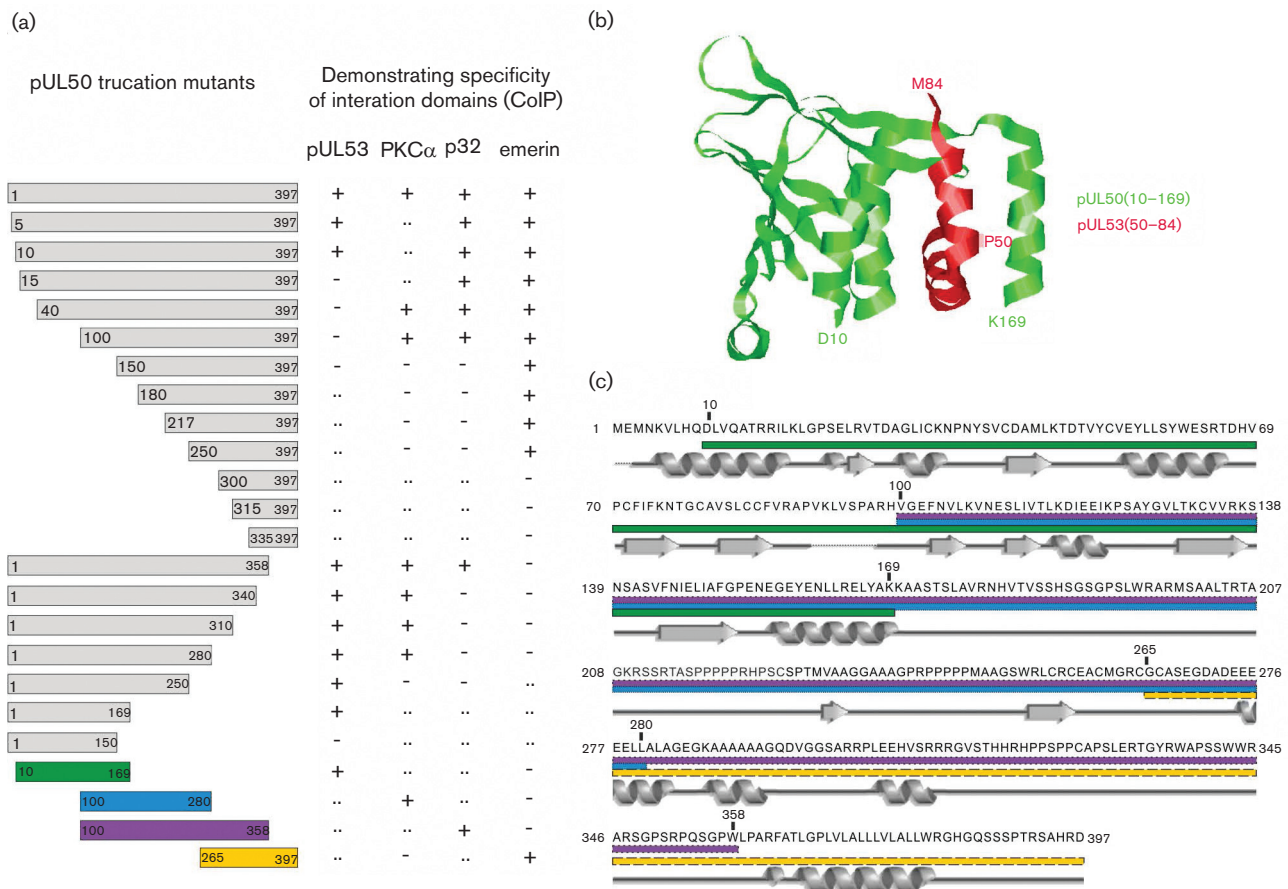 (a)
pUL50 trucation mutants
Demonstrating specificity
of interation domains (CoIP)
pUL53 PKCα p32 emerin
1 397 + + + +
5 397 + .. + +
10 397 + .. + +
15 397 - .. + +
40 397 - + + +
100 397 - + + +
150 397 - - - +
180 397 .. - - +
217 397 .. - - +
250 397 .. - - +
300 397 .. .. .. -
315 397 .. .. .. -
335 397 .. .. .. -
1 358 + + + -
1 340 + + - -
1 310 + + - -
1 280 + + - -
1 250 + - - ..
1 169 + .. .. ..
1 150 - .. .. ..
10 169 + .. .. -
100 280 .. + .. -
100 358 .. .. + -
265 397 .. - .. +
(b)
M84
P50
D10
K169
pUL50(10–169)
pUL53(50–84)
(c)
10
1 MEMNKVLHQDLVQATRRILKLGPSELRVTDAGLICKNPNYSVCDAMLKTDTVYCVEYLLSYWESRTDHV 69
100
70 PCFIFKNTGCAVSLCCFVRAPVKLVSPARHVGEFNVLKVNESLIVTLKDIEEIKPSAYGVLTKCVVRKS 138
169
139 NSASVFNIELIAFGPENEGEYENLLRELYAKKAASTSLAVRNHVTVSSHSGSGPSLWRARMSAALTRTA 207
265
208 GKRSSRTASPPPPPRHPSCSPTMVAAGGAAAGPRPPPPPMAAGSWRLCRCEACMGRCGCASEGDADEEE 276
280
277 EELLALAGEGKAAAAAAGQDVGGSARRPLEEHVSRRRGVSTHHRHPPSPPCAPSLERTGYRWAPSSWWR 345
358
346 ARSGPSRPQSGPWLPARFATLGPLVLALLLVLALLWRGHGQSSSPTRSAHRD 397